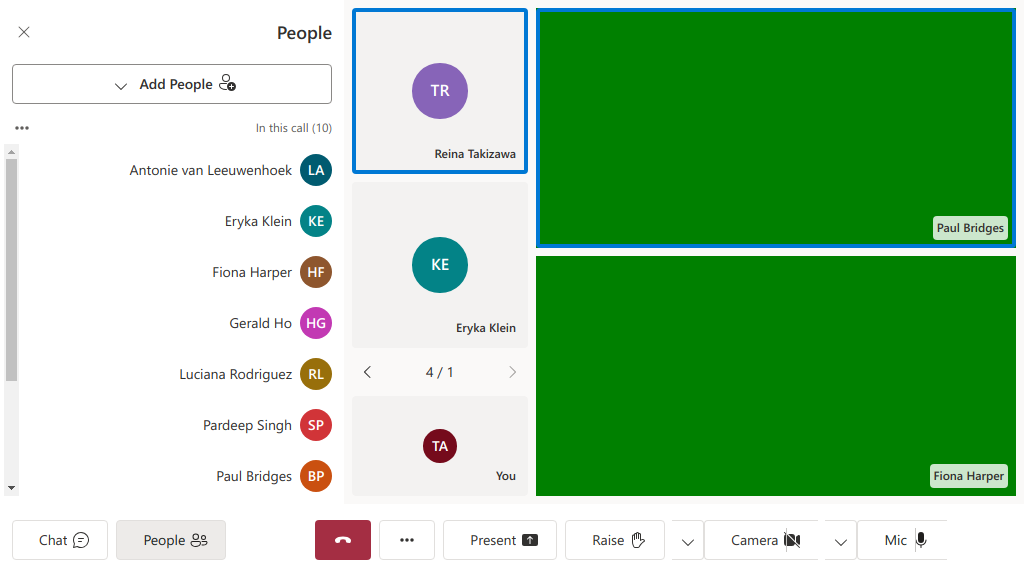 People
Add People
In this call (10)
Antonie van Leeuwenhoek
LA
Eryka Klein
KE
Fiona Harper
HF
Gerald Ho
HG
Luciana Rodriguez
RL
Pardeep Singh
SP
Paul Bridges
BP
TR
Reina Takizawa
KE
Eryka Klein
4 / 1
TA
You
Paul Bridges
Fiona Harper
Chat
People
Present
Raise
Camera
Mic